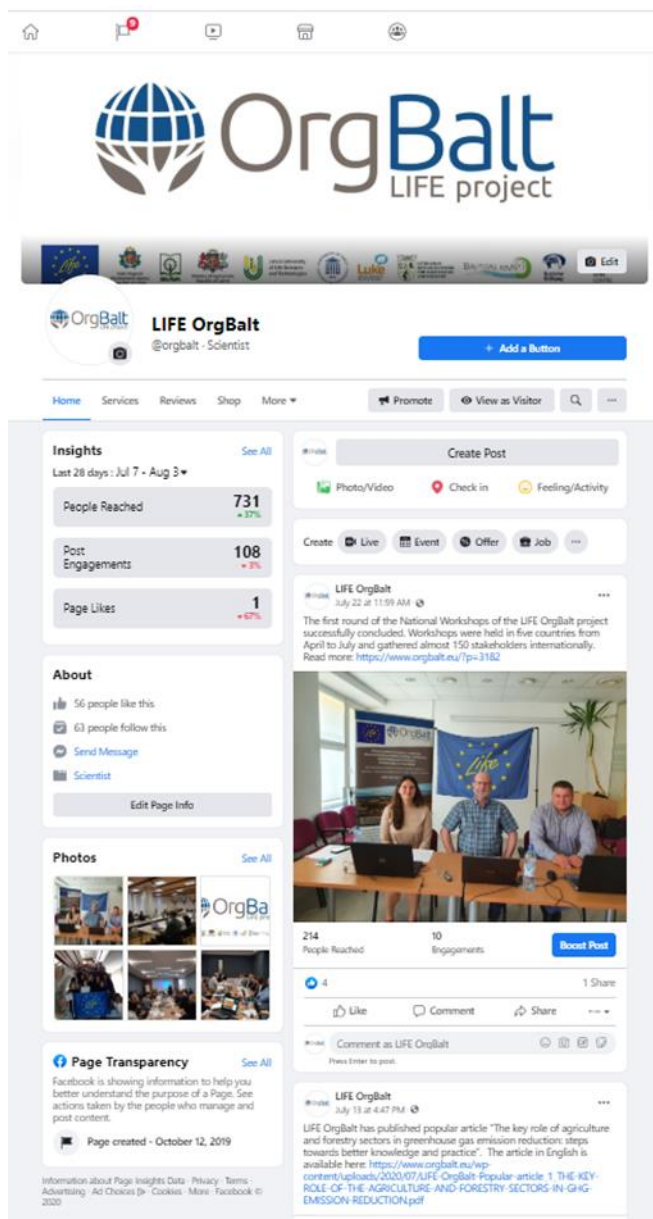 9
OrgBalt
LIFE project
Life
Luke
Edit
OrgBalt
LIFE OrgBalt
@orgbalt · Scientist
+ Add a Button
Home Services Reviews Shop More
Promote View as Visitor
Insights See All
Last 28 days : Jul 7 - Aug 3
People Reached 731
37%
Post
Engagements 108
3%
Page Likes 1
67%
About
56 people like this
63 people follow this
Send Message
Scientist
Edit Page Info
Photos See All
OrgBa
Page Transparency See All
Facebook is showing information to help you
better understand the purpose of a Page. See
actions taken by the people who manage and
post content.
Page created - October 12, 2019
Information about Page Insights Data · Privacy · Terms ·
Advertising · Ad Choices · Cookies · More · Facebook ©
2020
Create Post
Photo/Video Check in Feeling/Activity
Create Live Event Offer Job ...
LIFE OrgBalt
July 22 at 11:59 AM ·
The first round of the National Workshops of the LIFE OrgBalt project
successfully concluded. Workshops were held in five countries from
April to July and gathered almost 150 stakeholders internationally.
Read more: https://www.orgbalt.eu/?p=3182
OrgBalt
Life
214 10
People Reached Engagements Boost Post
4 1 Share
Like Comment Share
Comment as LIFE OrgBalt
Press Enter to post.
LIFE OrgBalt
July 13 at 4:47 PM ·
LIFE OrgBalt has published popular article "The key role of agriculture
and forestry sectors in greenhouse gas emission reduction: steps
towards better knowledge and practice". The article in English is
available here: https://www.orgbalt.eu/wp-
content/uploads/2020/07/LIFE-OrgBalt-Popular-article_1_THE-KEY-
ROLE-OF-THE-AGRICULTURE-AND-FORESTRY-SECTORS-IN-GHG-
EMISSION-REDUCTION.pdf